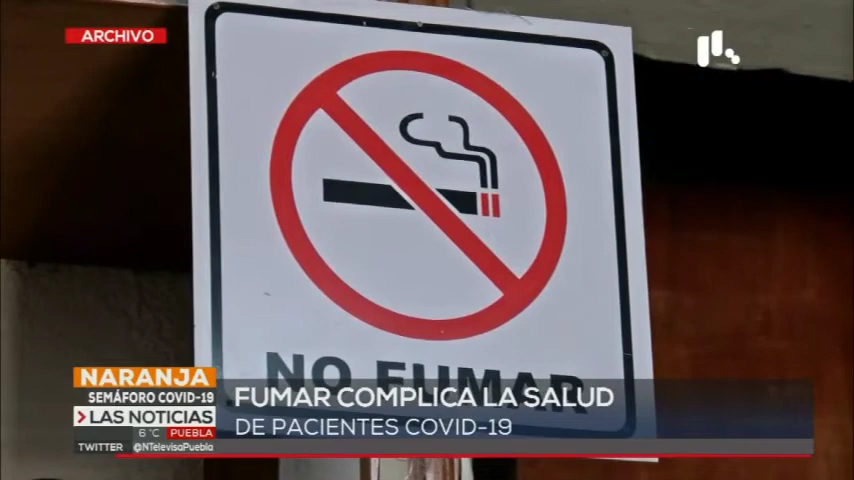 ARCHIVO
NO FUMAR
NARANJA
SEMÁFORO COVID-19
LAS NOTICIAS
6 °C PUEBLA
TWITTER @NTelevisaPuebla
FUMAR COMPLICA LA SALUD
DE PACIENTES COVID-19